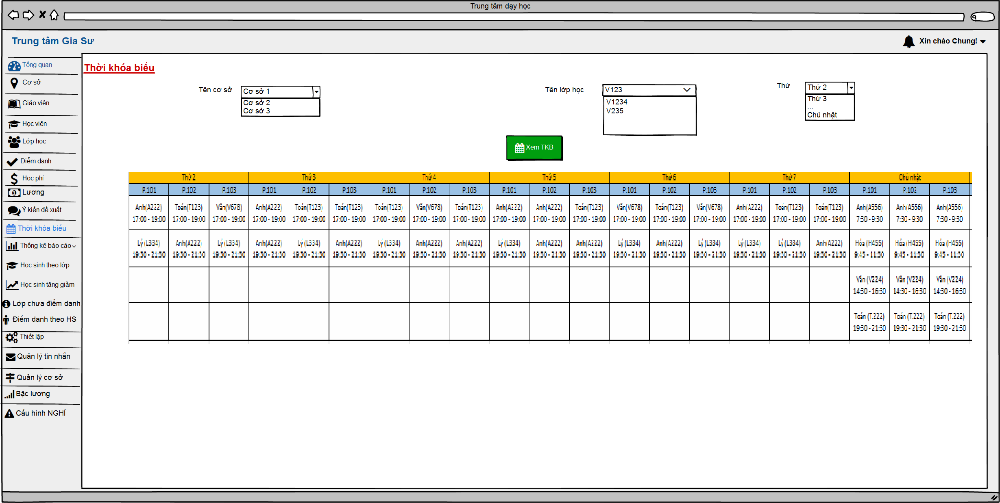 Trung tâm dạy học
Trung tâm Gia Sư
Xin chào Chung!
Tổng quan
Cơ sở
Giáo viên
Học viên
Lớp học
Điểm danh
Học phí
Lương
Ý kiến đề xuất
Thời khóa biểu
Thống kê báo cáo
Học sinh theo lớp
Học sinh tăng giảm
Lớp chưa điểm danh
Điểm danh theo HS
Thiết lập
Quản lý tin nhắn
Quản lý cơ sở
Bậc lương
Cấu hình NGHỈ
Thời khóa biểu
Tên cơ sở Cơ sở 1
Cơ sở 2
Cơ sở 3
Tên lớp học V123
V1234
V235
Thứ Thứ 2
Thứ 3
...
Chủ nhật
Xem TKB
Thứ 2 Thứ 3 Thứ 4 Thứ 5 Thứ 6 Thứ 7 Chủ nhật
P.101 P.102 P.103 P.101 P.102 P.103 P.101 P.102 P.103 P.101 P.102 P.103 P.101 P.102 P.103 P.101 P.102 P.103 P.101 P.102 P.103
Anh(A222) Toán(T123) Văn(V678) Anh(A222) Toán(T123) Toán(T123) Toán(T123) Văn(V678) Toán(T123) Anh(A222) Anh(A222) Toán(T123) Văn(V678) Toán(T123) Văn(V678) Anh(A222) Toán(T123) Toán(T123) Anh(A556) Anh(A556) Anh(A556)
17:00 - 19:00 17:00 - 19:00 17:00 - 19:00 17:00 - 19:00 17:00 - 19:00 17:00 - 19:00 17:00 - 19:00 17:00 - 19:00 17:00 - 19:00 17:00 - 19:00 17:00 - 19:00 17:00 - 19:00 17:00 - 19:00 17:00 - 19:00 17:00 - 19:00 17:00 - 19:00 17:00 - 19:00 17:00 - 19:00 7:30 - 9:30 7:30 - 9:30 7:30 - 9:30
Lý (L334) Anh(A222) Lý (L334) Anh(A222) Lý (L334) Anh(A222) Lý (L334) Anh(A222) Anh(A222) Lý (L334) Anh(A222) Anh(A222) Lý (L334) Anh(A222) Lý (L334) Lý (L334) Lý (L334) Anh(A222) Hóa (H455) Hóa (H455) Hóa (H455)
19:30 - 21:30 19:30 - 21:30 19:30 - 21:30 19:30 - 21:30 19:30 - 21:30 19:30 - 21:30 19:30 - 21:30 19:30 - 21:30 19:30 - 21:30 19:30 - 21:30 19:30 - 21:30 19:30 - 21:30 19:30 - 21:30 19:30 - 21:30 19:30 - 21:30 19:30 - 21:30 19:30 - 21:30 19:30 - 21:30 9:45 - 11:30 9:45 - 11:30 9:45 - 11:30
Văn (V224) Văn (V224) Văn (V224)
14:30 - 16:30 14:30 - 16:30 14:30 - 16:30
Toán (T.222) Toán (T.222) Toán (T.222)
19:30 - 21:30 19:30 - 21:30 19:30 - 21:30